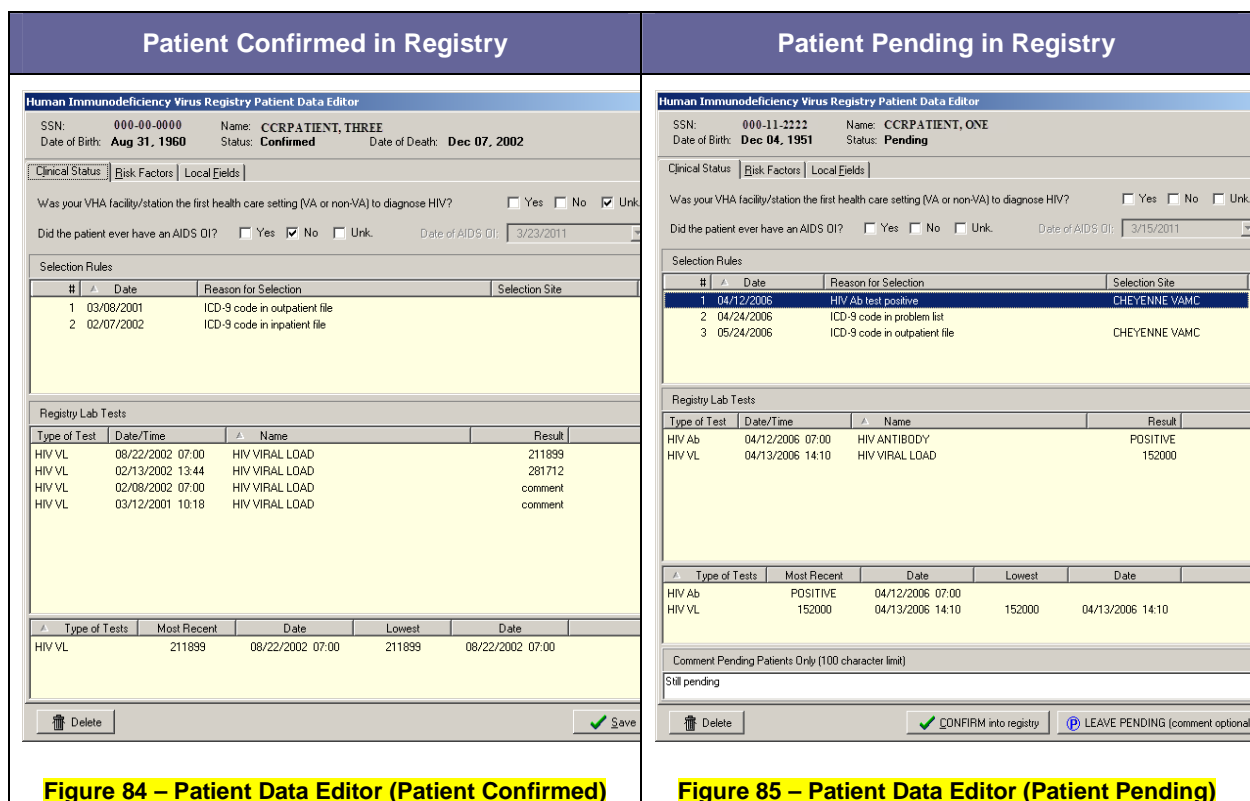 Patient Confirmed in Registry
Human Immunodeficiency Virus Registry Patient Data Editor
SSN: 000-00-0000 Name: CCRPATIENT, THREE
Date of Birth: Aug 31, 1960 Status: Confirmed Date of Death: Dec 07, 2002
Clinical Status Risk Factors Local Fields
Was your VHA facility/station the first health care setting (VA or non-VA) to diagnose HIV? Yes No Unk.
Did the patient ever have an AIDS OI? Yes No Unk. Date of AIDS OI: 3/23/2011
Selection Rules
# Date Reason for Selection Selection Site
1 03/08/2001 ICD-9 code in outpatient file
2 02/07/2002 ICD-9 code in inpatient file
Registry Lab Tests
Type of Test Date/Time Name Result
HIV VL 08/22/2002 07:00 HIV VIRAL LOAD 211899
HIV VL 02/13/2002 13:44 HIV VIRAL LOAD 281712
HIV VL 02/08/2002 07:00 HIV VIRAL LOAD comment
HIV VL 03/12/2001 10:18 HIV VIRAL LOAD comment
Type of Tests Most Recent Date Lowest Date
HIV VL 211899 08/22/2002 07:00 211899 08/22/2002 07:00
Delete Save
Figure 84 – Patient Data Editor (Patient Confirmed)
Patient Pending in Registry
Human Immunodeficiency Virus Registry Patient Data Editor
SSN: 000-11-2222 Name: CCRPATIENT, ONE
Date of Birth: Dec 04, 1951 Status: Pending
Clinical Status Risk Factors Local Fields
Was your VHA facility/station the first health care setting (VA or non-VA) to diagnose HIV? Yes No Unk.
Did the patient ever have an AIDS OI? Yes No Unk. Date of AIDS OI: 3/15/2011
Selection Rules
# Date Reason for Selection Selection Site
1 04/12/2006 HIV Ab test positive CHEYENNE VAMC
2 04/24/2006 ICD-9 code in problem list
3 05/24/2006 ICD-9 code in outpatient file CHEYENNE VAMC
Registry Lab Tests
Type of Test Date/Time Name Result
HIV Ab 04/12/2006 07:00 HIV ANTIBODY POSITIVE
HIV VL 04/13/2006 14:10 HIV VIRAL LOAD 152000
Type of Tests Most Recent Date Lowest Date
HIV Ab POSITIVE 04/12/2006 07:00
HIV VL 152000 04/13/2006 14:10 152000 04/13/2006 14:10
Comment Pending Patients Only (100 character limit)
Still pending
Delete CONFIRM into registry LEAVE PENDING (comment optional
Figure 85 – Patient Data Editor (Patient Pending)